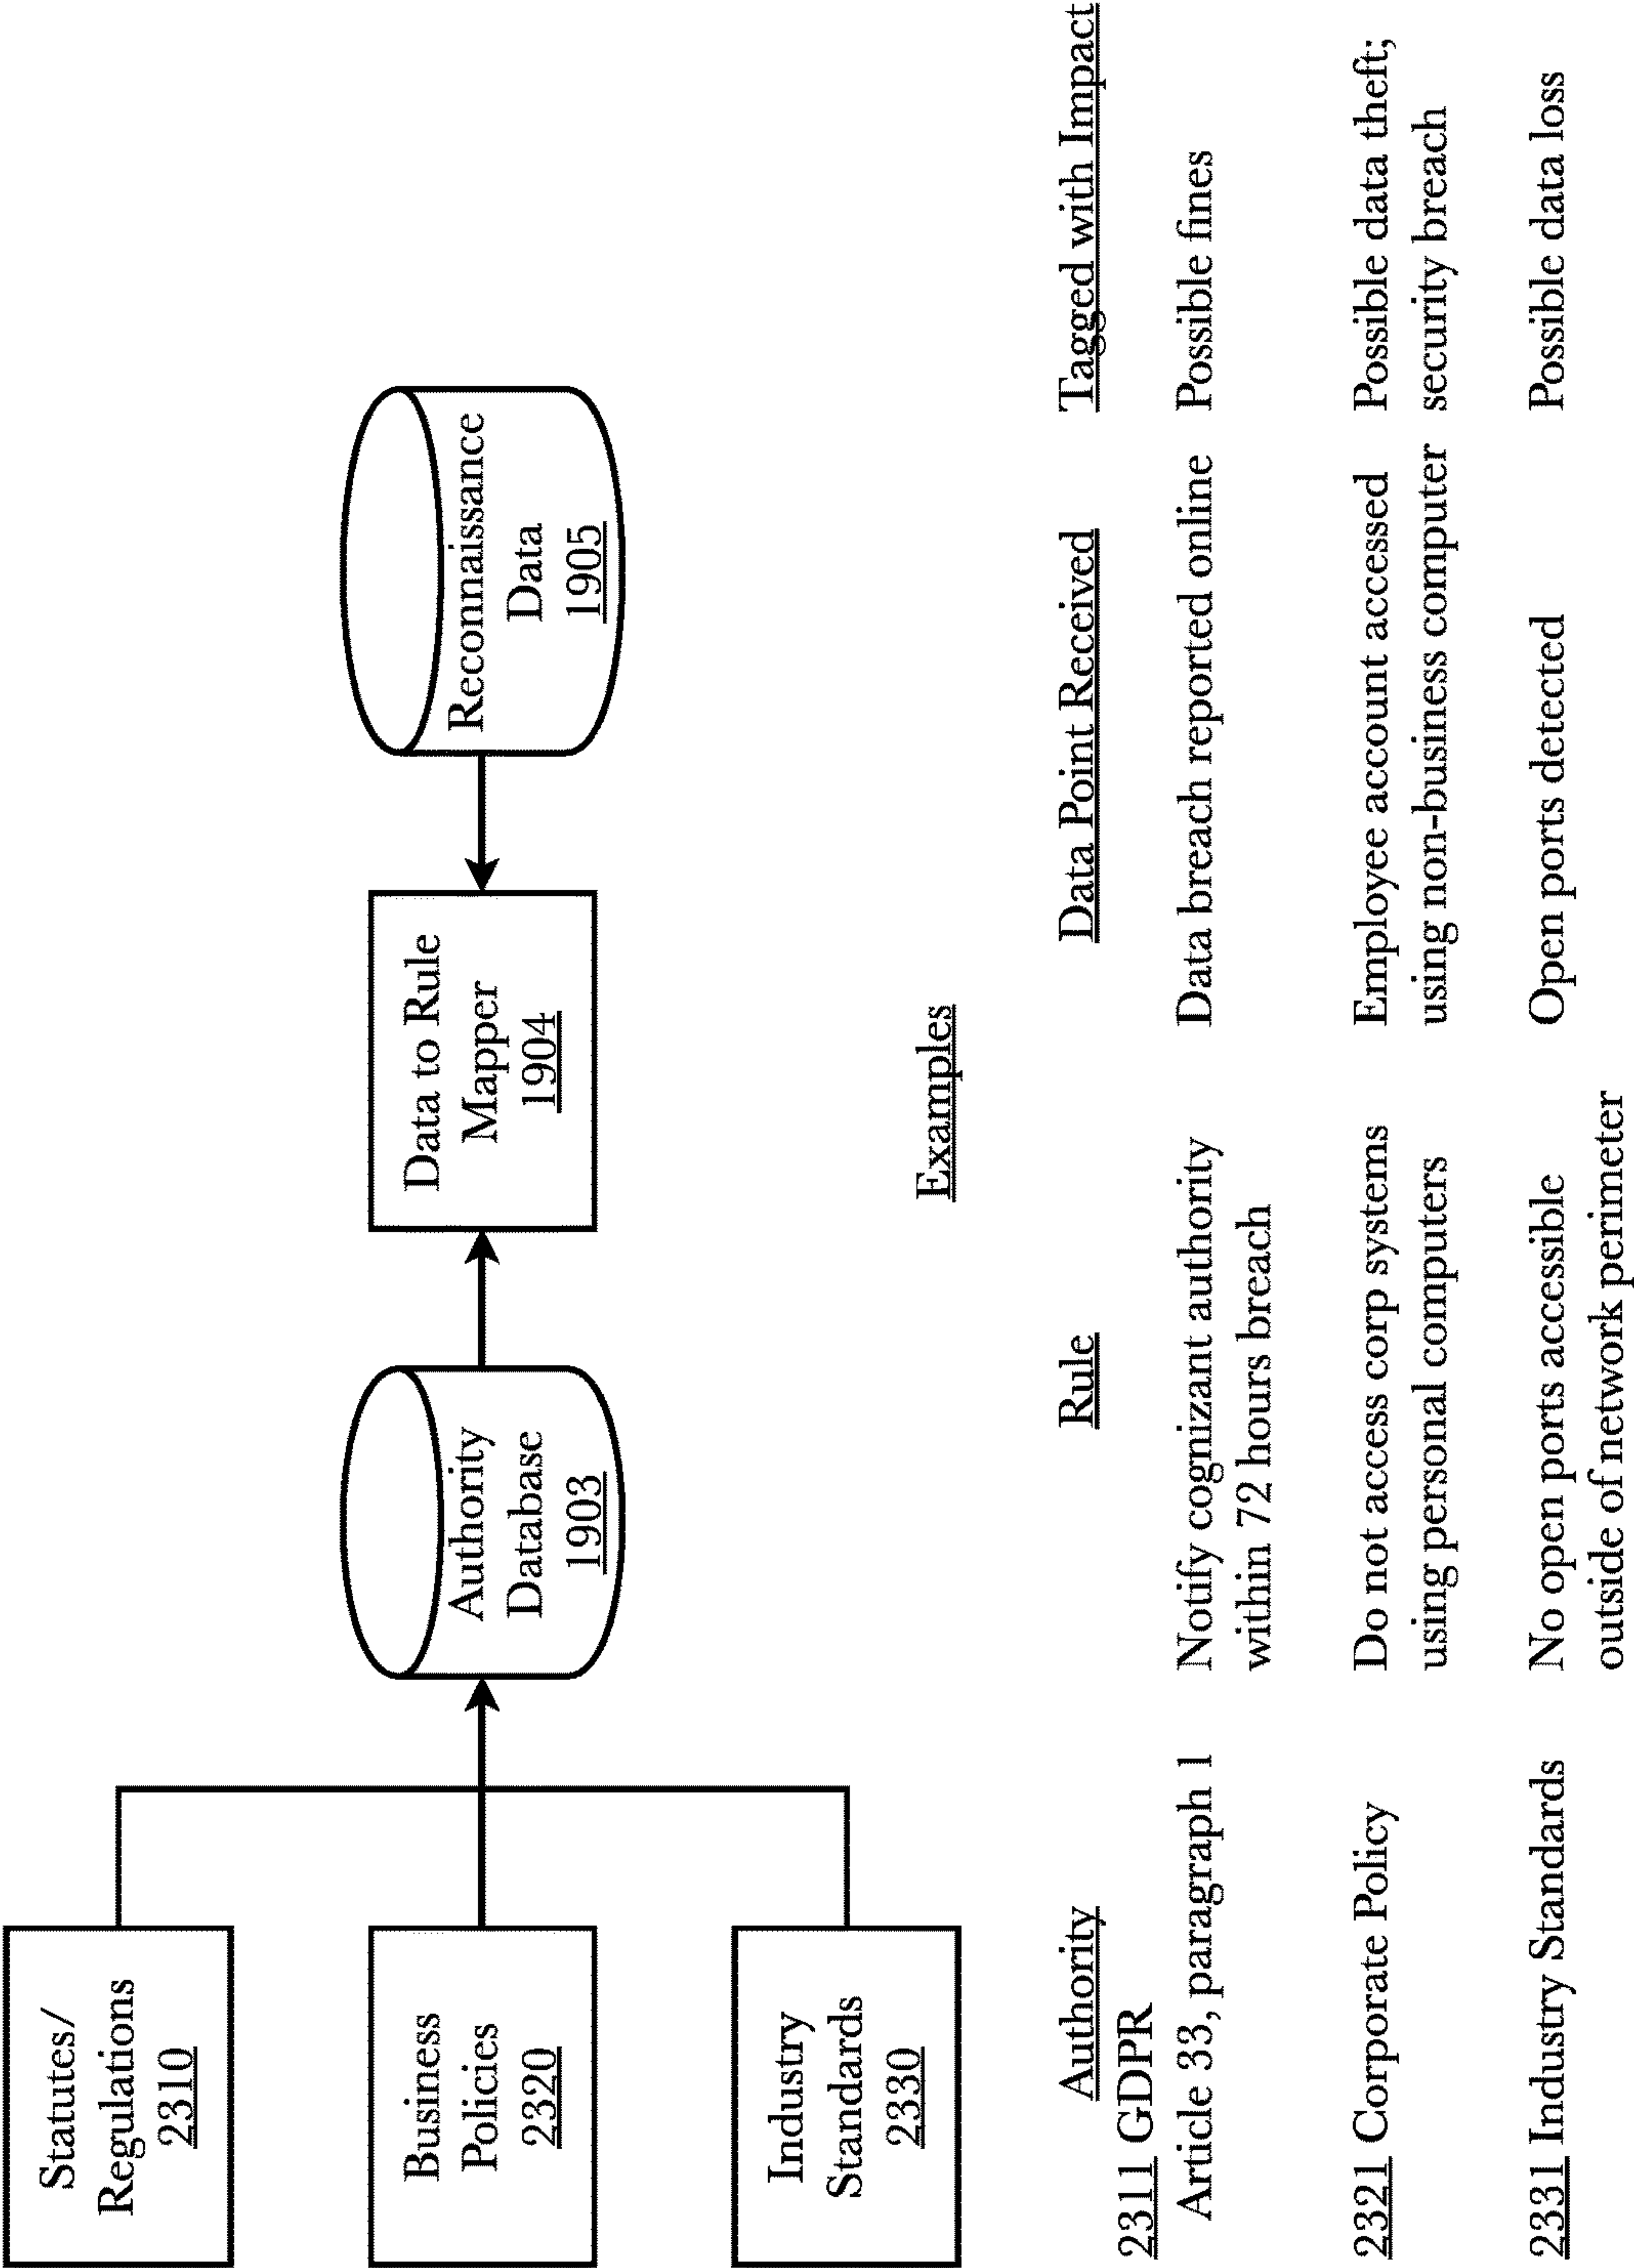 Statutes/
Regulations
2310
Business
Policies
2320
Industry
Standards
2330
Authority
Database
1903
Data to Rule
Mapper
1904
Reconnaissance
Data
1905
Examples
Authority
Rule
Data Point Received
Tagged with Impact
2311 GDPR
Article 33, paragraph 1
Notify cognizant authority
within 72 hours breach
Data breach reported online
Possible fines
2321 Corporate Policy
Do not access corp systems
using personal computers
Employee account accessed
using non-business computer
Possible data theft;
security breach
2331 Industry Standards
No open ports accessible
outside of network perimeter
Open ports detected
Possible data loss